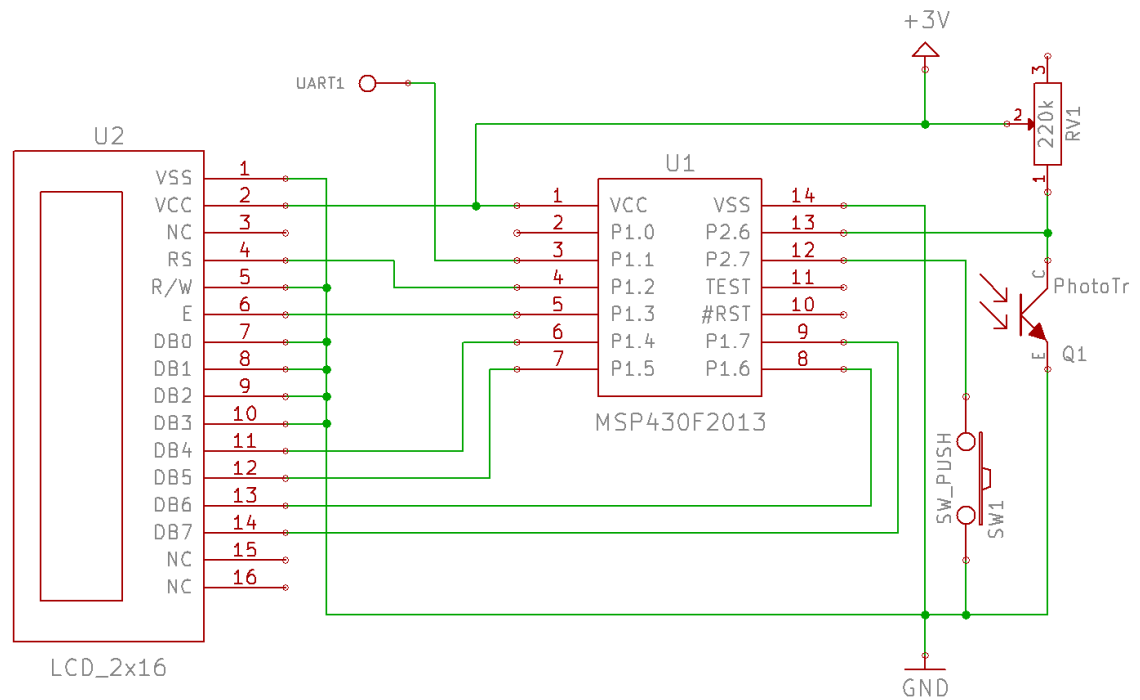 +3V
UART1
3
2
220k
RV1
1
U2
U1
VSS 1
VCC 2
NC 3
RS 4
R/W 5
E 6
DB0 7
DB1 8
DB2 9
DB3 10
DB4 11
DB5 12
DB6 13
DB7 14
NC 15
NC 16
LCD_2x16
1 VCC VSS 14
2 P1.0 P2.6 13
3 P1.1 P2.7 12
4 P1.2 TEST 11
5 P1.3 #RST 10
6 P1.4 P1.7 9
7 P1.5 P1.6 8
MSP430F2013
C
PhotoTr
E
Q1
SW_PUSH
SW1
GND